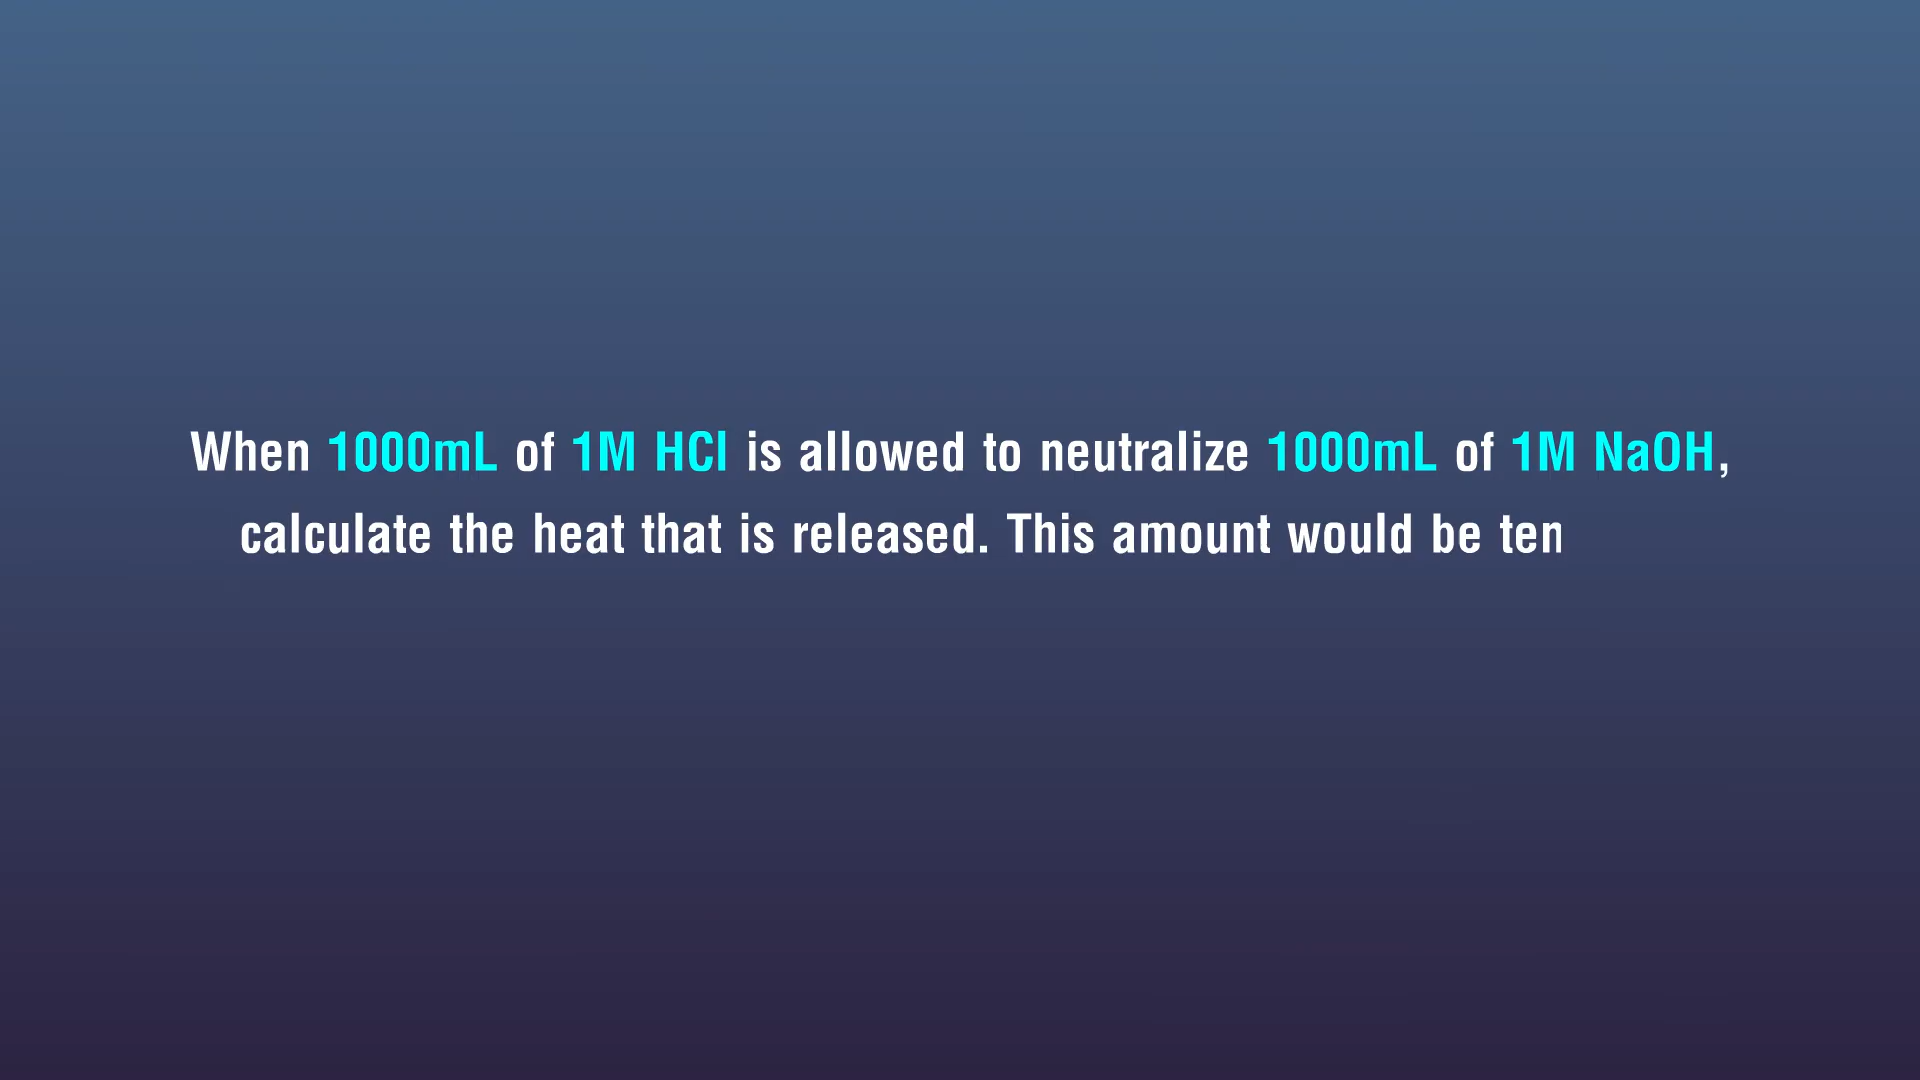 When 1000mL of 1M HCl is allowed to neutralize 1000mL of 1M NaOH,
calculate the heat that is released. This amount would be ten